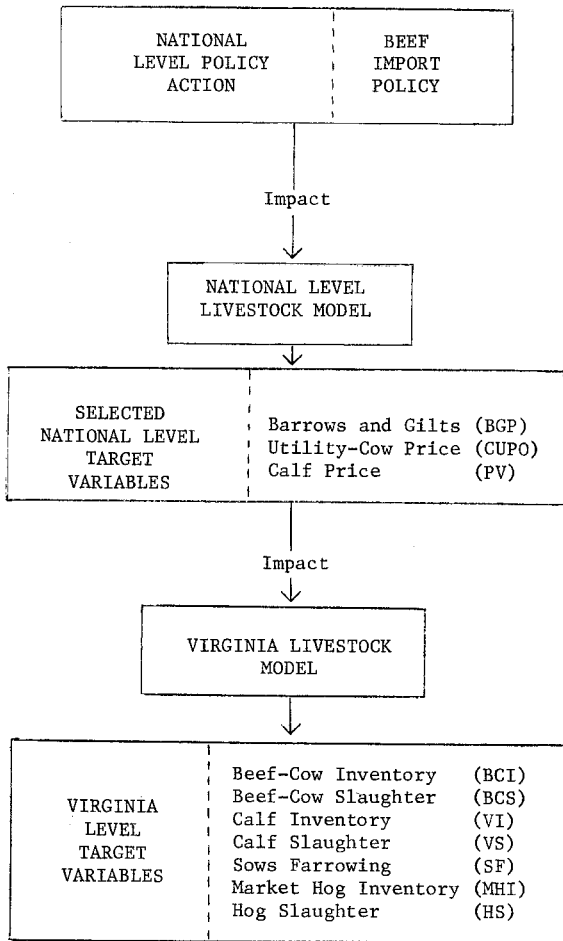 NATIONAL LEVEL POLICY ACTION
BEEF IMPORT POLICY
Impact
NATIONAL LEVEL
LIVESTOCK MODEL
SELECTED
NATIONAL LEVEL
TARGET
VARIABLES
Barrows and Gilts (BGP)
Utility-Cow Price (CUPO)
Calf Price (PV)
Impact
VIRGINIA LIVESTOCK
MODEL
VIRGINIA
LEVEL
TARGET
VARIABLES
Beef-Cow Inventory (BCI)
Beef-Cow Slaughter (BCS)
Calf Inventory (VI)
Calf Slaughter (VS)
Sows Farrowing (SF)
Market Hog Inventory (MHI)
Hog Slaughter (HS)